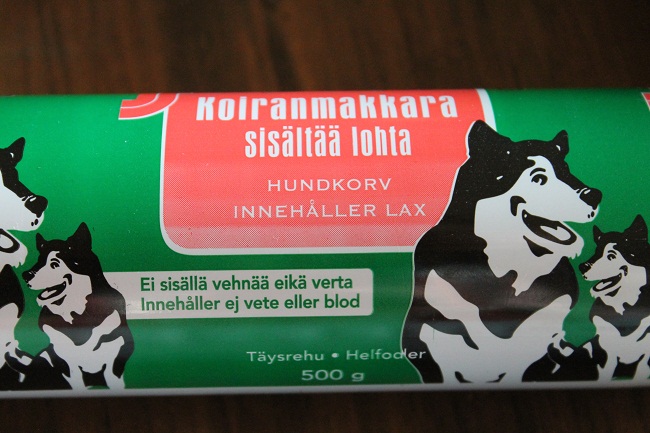 Koiranmakkara
sisältää lohta
HUNDKORV
INNEHÅLLER LAX
Ei sisällä vehnää eikä verta
Innehåller ej vete eller blod
Täysrehu • Helfoder
500 g